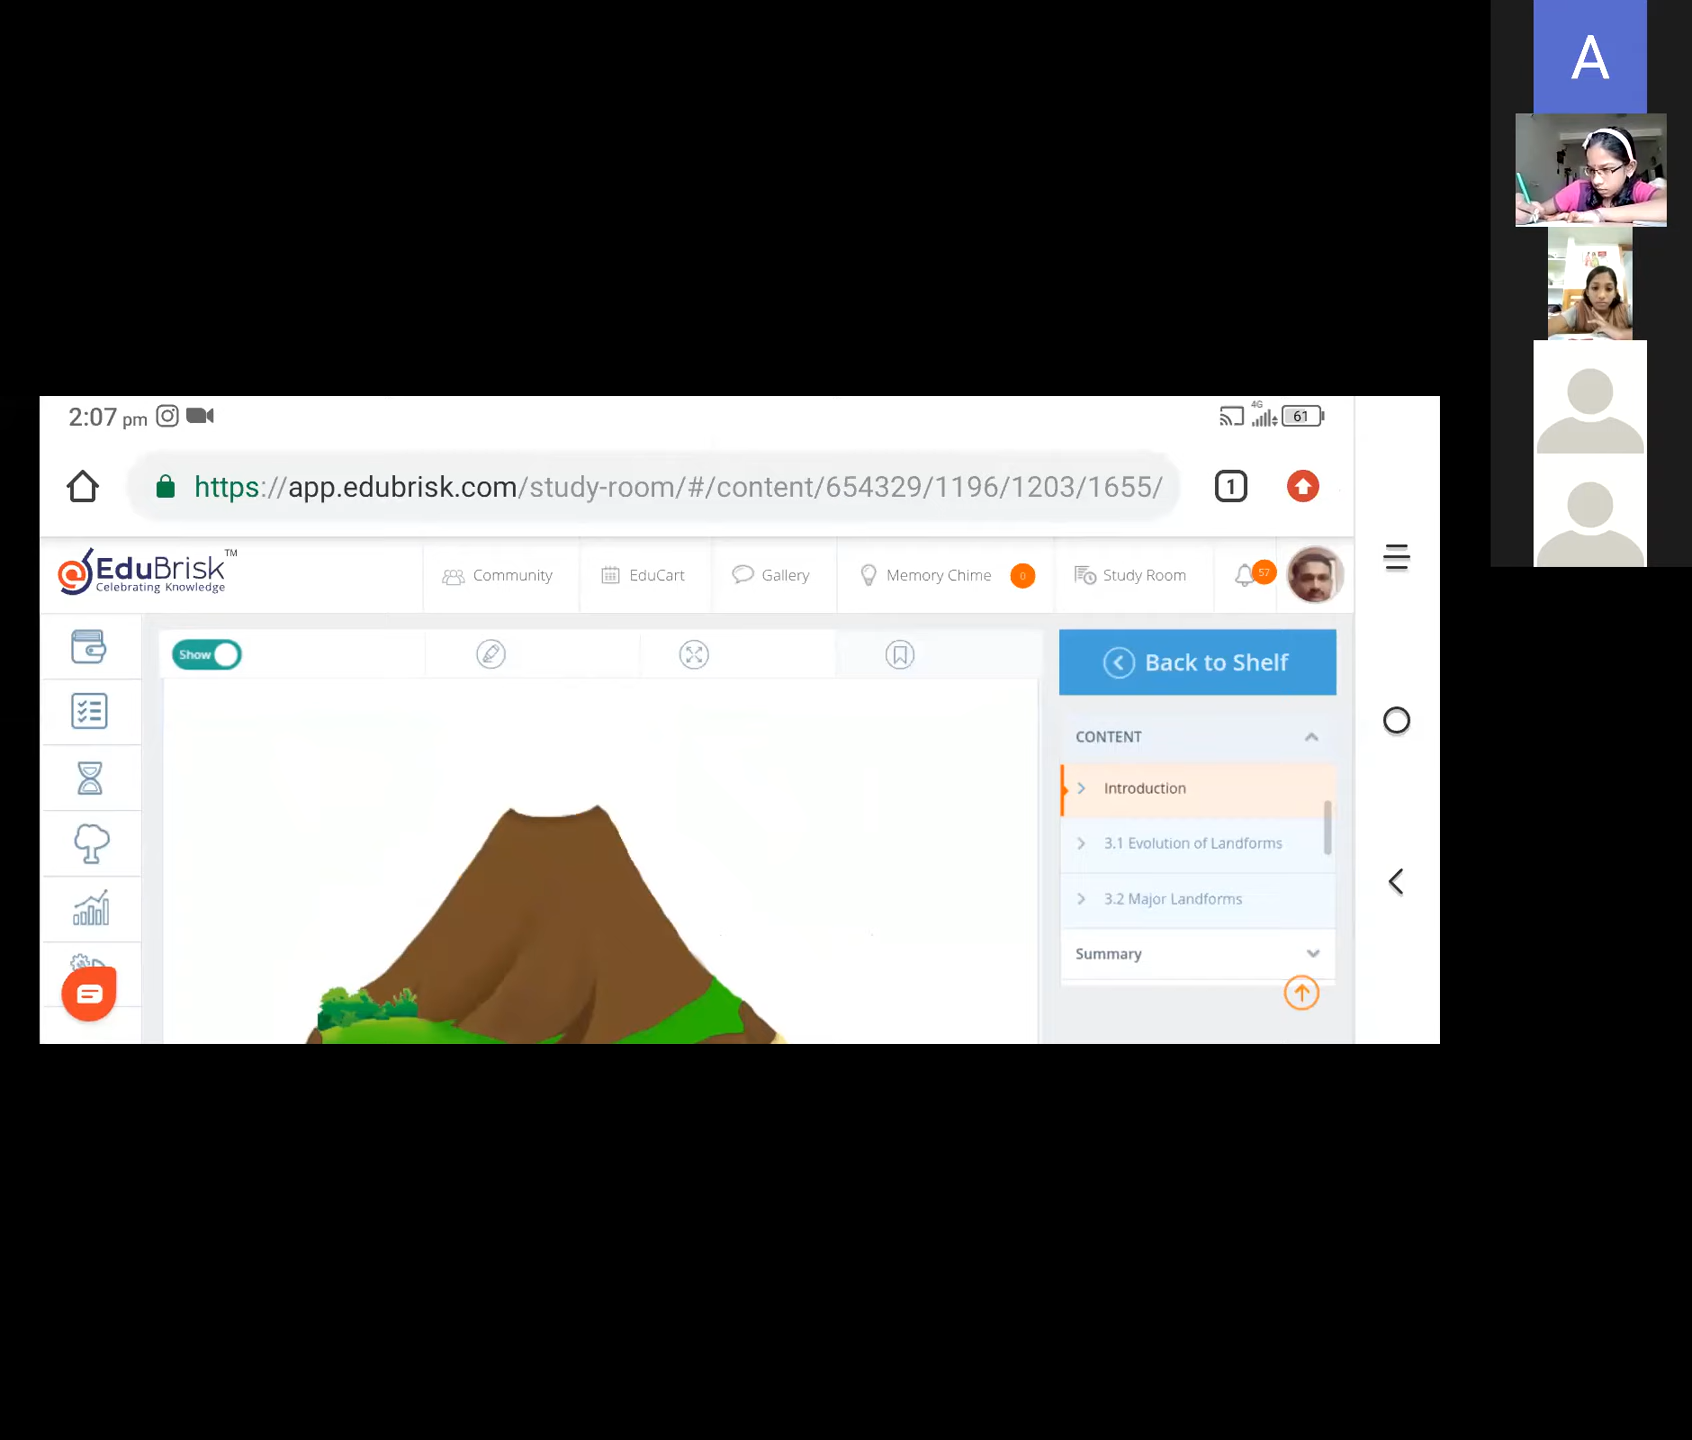 A
2:07 pm
4G
61
https://app.edubrisk.com/study-room/#/content/654329/1196/1203/1655/
1
EduBrisk TM
Celebrating Knowledge
Community
EduCart
Gallery
Memory Chime 0
Study Room
57
Show
Back to Shelf
CONTENT
Introduction
3.1 Evolution of Landforms
3.2 Major Landforms
Summary